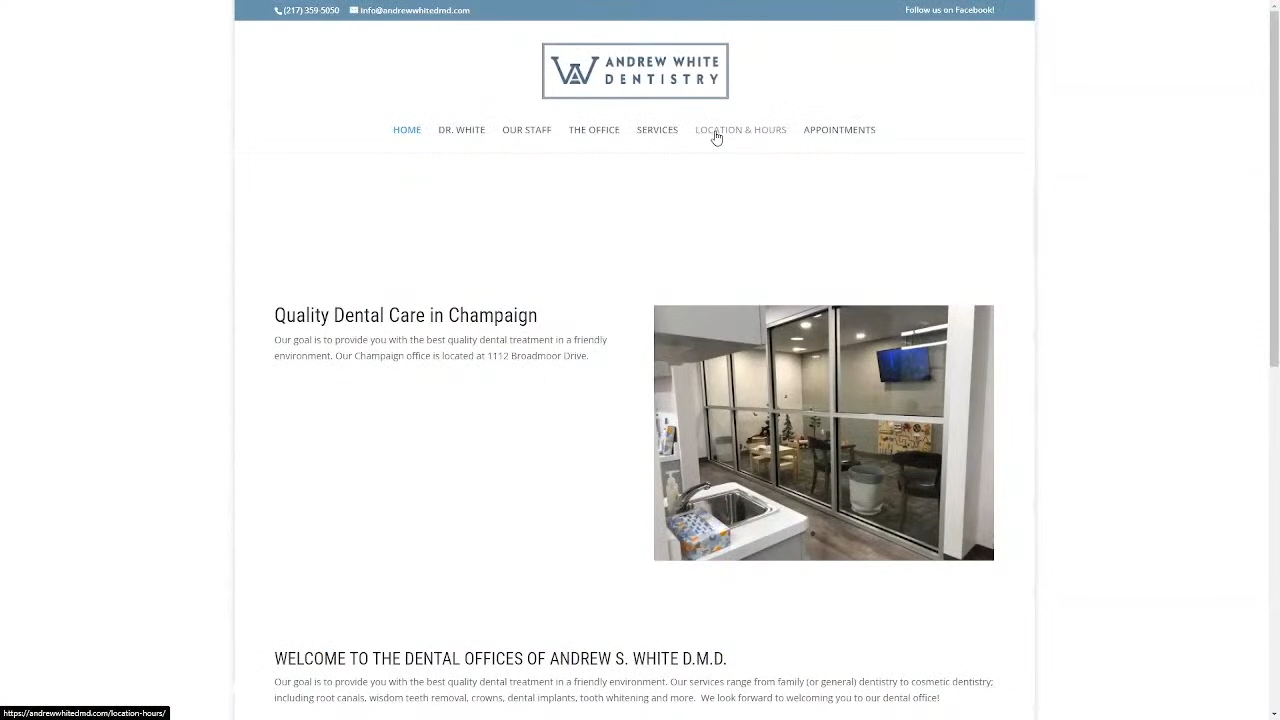 (217) 359-5050 info@andrewwhitedmd.com Follow us on Facebook!
ANDREW WHITE
DENTISTRY
HOME DR. WHITE OUR STAFF THE OFFICE SERVICES LOCATION & HOURS APPOINTMENTS
Quality Dental Care in Champaign
Our goal is to provide you with the best quality dental treatment in a friendly
environment. Our Champaign office is located at 1112 Broadmoor Drive.
WELCOME TO THE DENTAL OFFICES OF ANDREW S. WHITE D.M.D.
Our goal is to provide you with the best quality dental treatment in a friendly environment. Our services range from family (or general) dentistry to cosmetic dentistry;
including root canals, wisdom teeth removal, crowns, dental implants, tooth whitening and more. We look forward to welcoming you to our dental office!
https://andrewwhitedmd.com/location-hours/